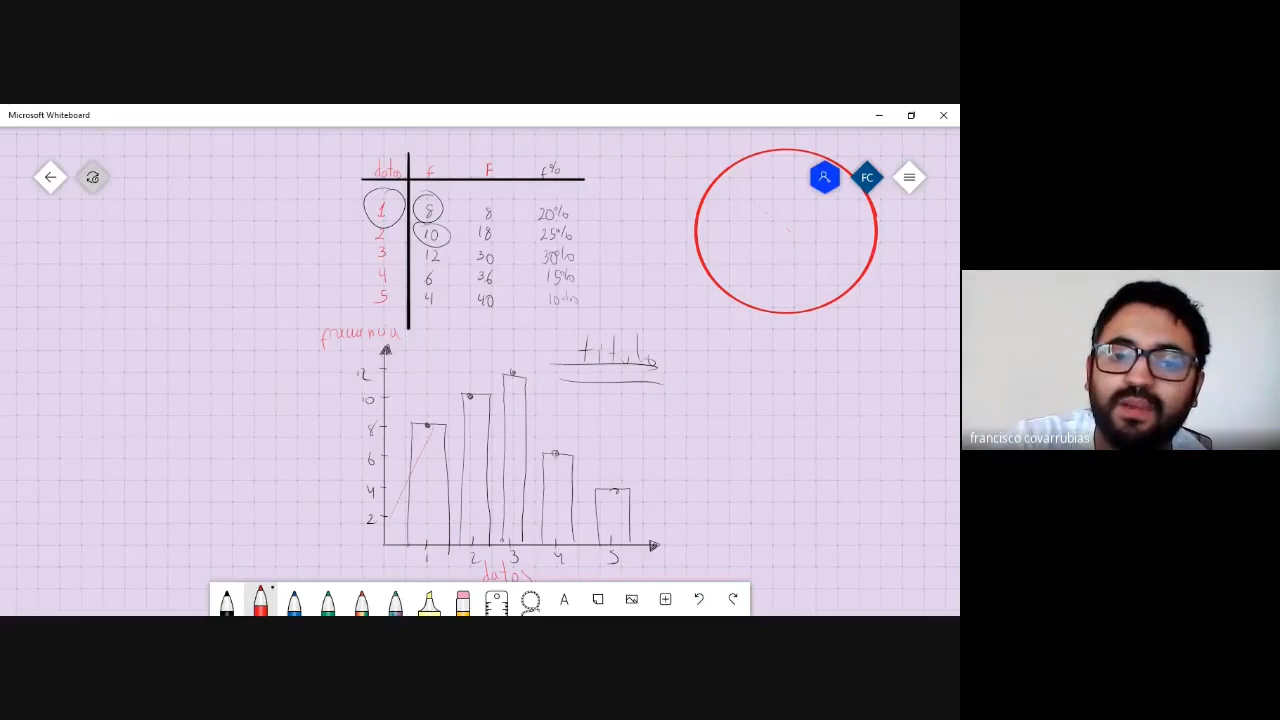 Microsoft Whiteboard
datos f F f%
1 8 8 20%
2 10 18 25%
3 12 30 30%
4 6 36 15%
5 4 40 10%
FC
frecuencia
titulo
12
10
8
6
4
2
1 2 3 4 5
datos
A
francisco covarrubias